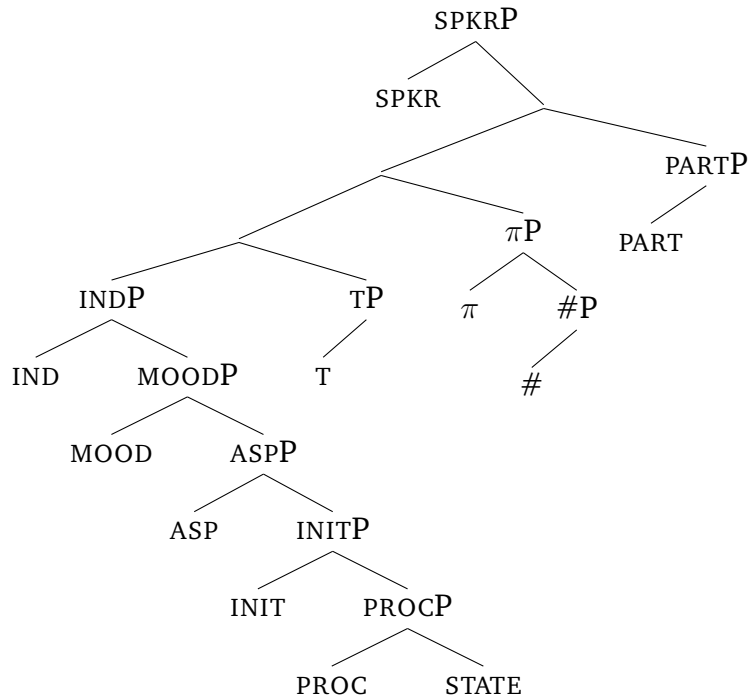 SPKRP
SPKR
PARTP
πP
PART
INDP TP π #P
IND MOODP T #
MOOD ASPP
ASP INITP
INIT PROCP
PROC STATE